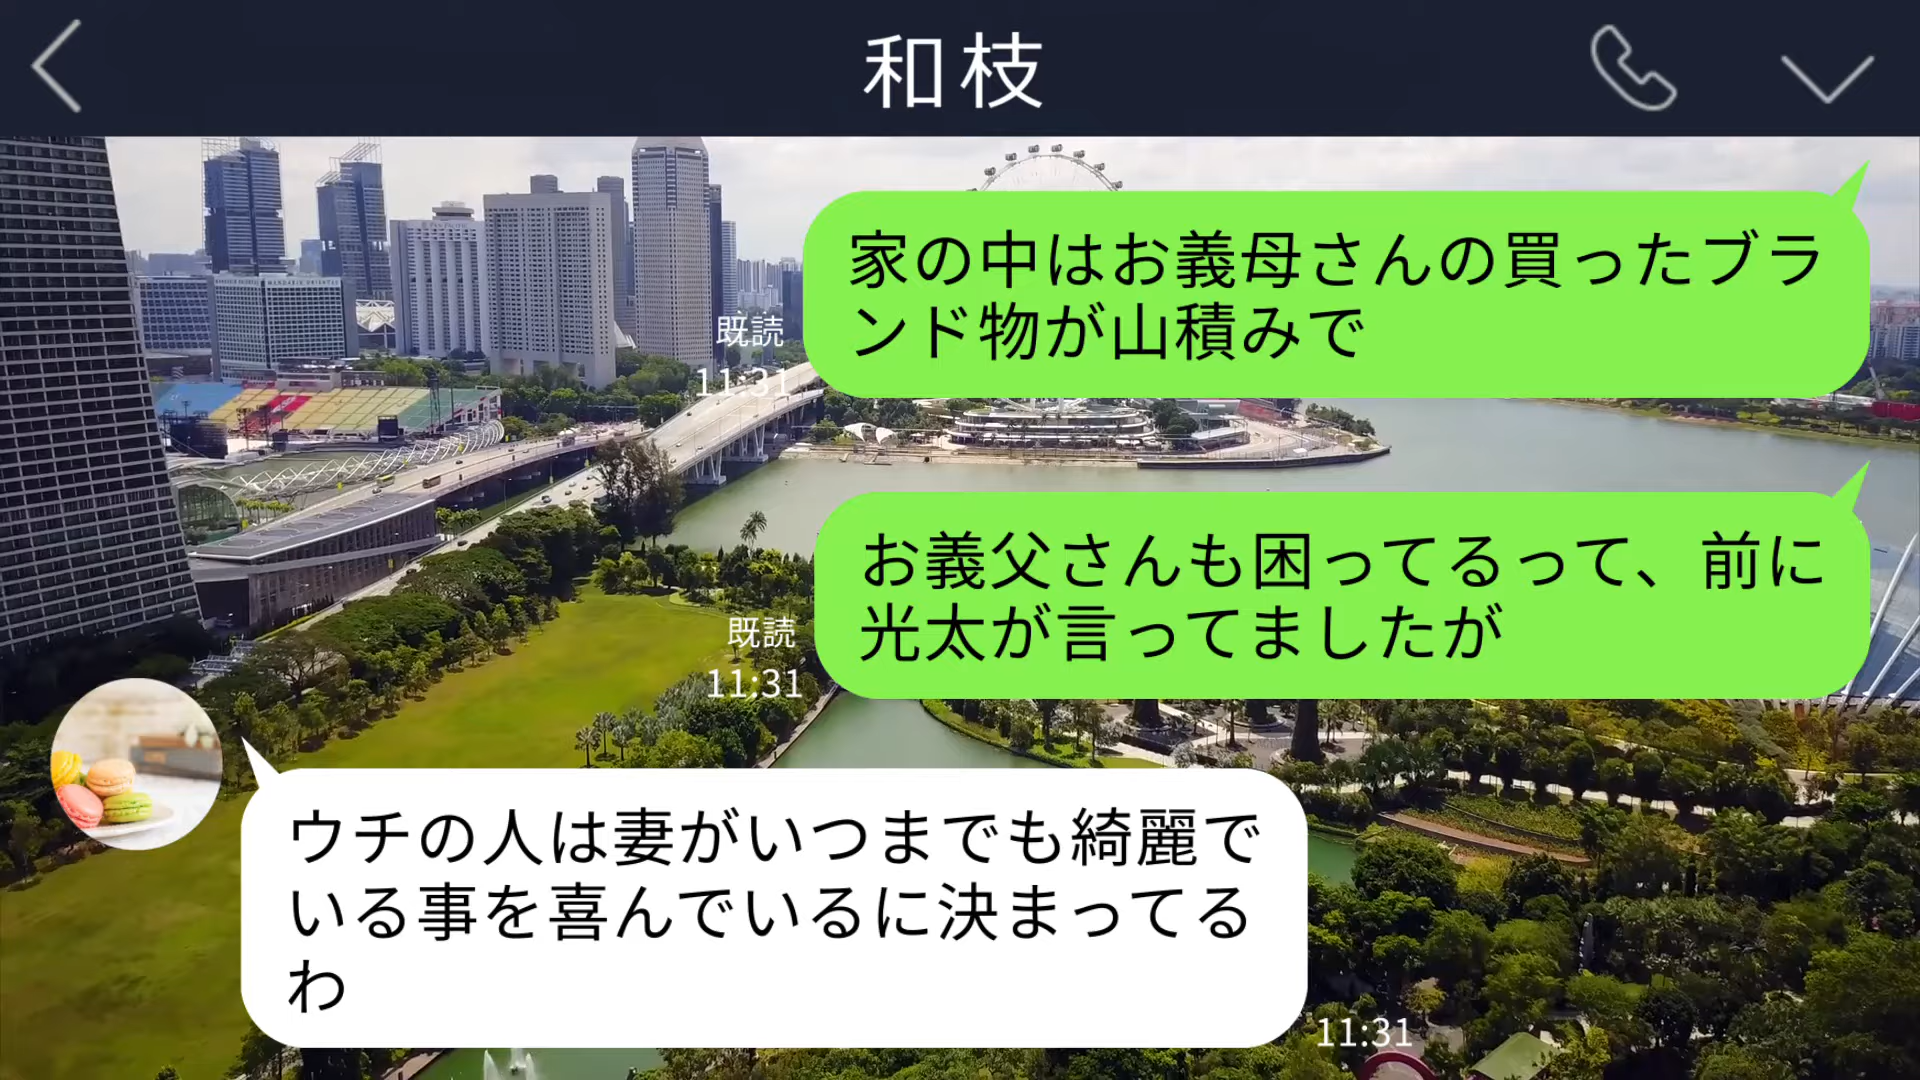 和枝
家の中はお義母さんの買ったブラ
ンド物が山積みで
既読
11:31
お義父さんも困ってるって、前に
光太が言ってましたが
既読
11:31
ウチの人は妻がいつまでも綺麗で
いる事を喜んでいるに決まってる
わ
11:31